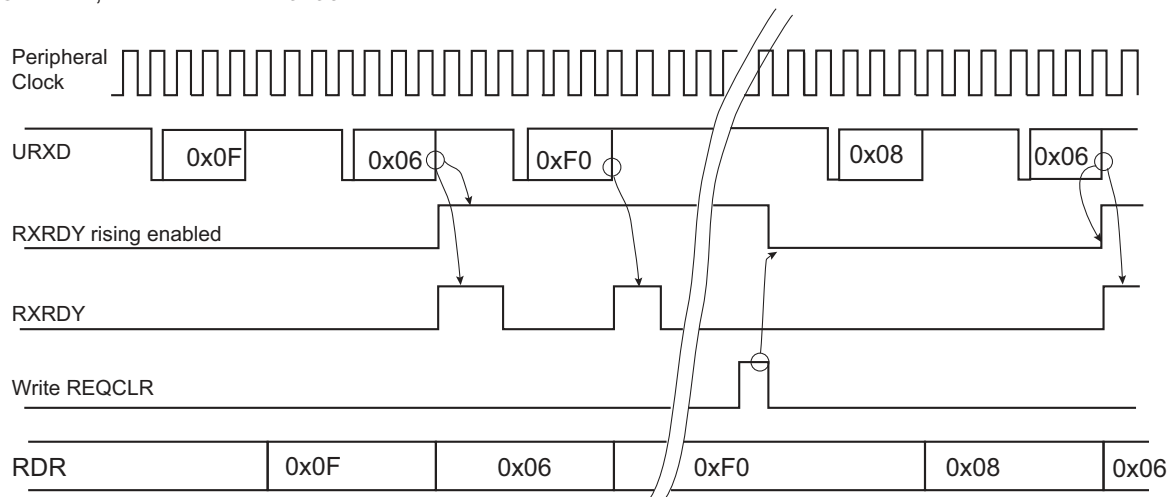 Peripheral
Clock
URXD
0x0F
0x06
0xF0
0x08
0x06
RXRDY rising enabled
RXRDY
Write REQCLR
RDR
0x0F
0x06
0xF0
0x08
0x06